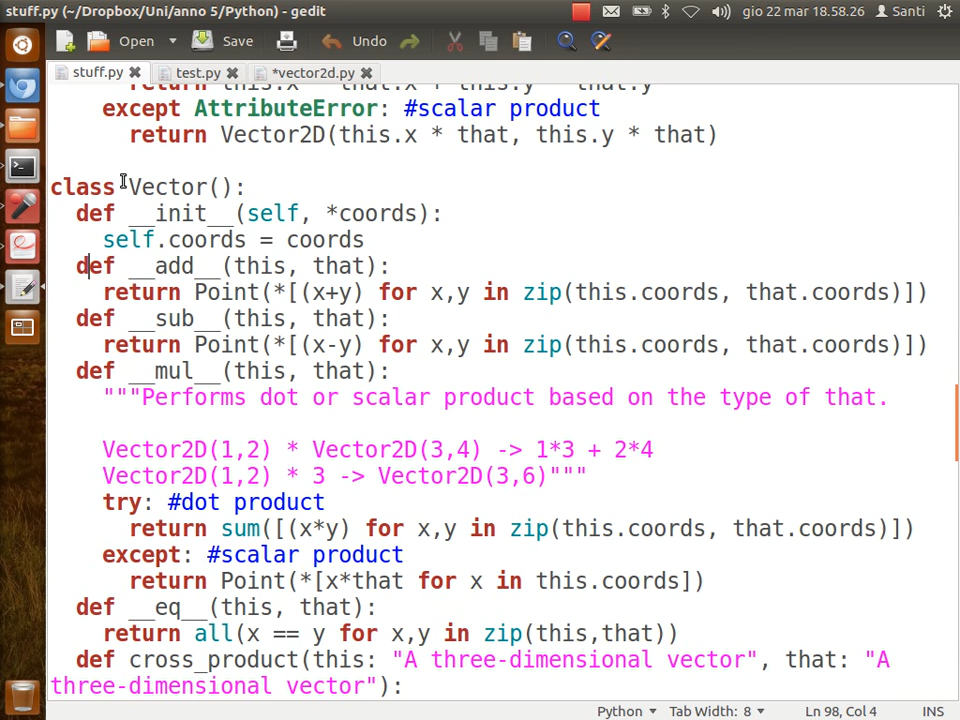 stuff.py (~/Dropbox/Uni/anno 5/Python) - gedit
gio 22 mar 18.58.26
Santi
Open
Save
Undo
stuff.py
test.py
*vector2d.py
except AttributeError: #scalar product
return Vector2D(this.x * that, this.y * that)
class Vector():
def __init__(self, *coords):
self.coords = coords
def __add__(this, that):
return Point(*[(x+y) for x,y in zip(this.coords, that.coords)])
def __sub__(this, that):
return Point(*[(x-y) for x,y in zip(this.coords, that.coords)])
def __mul__(this, that):
"""Performs dot or scalar product based on the type of that.
Vector2D(1,2) * Vector2D(3,4) -> 1*3 + 2*4
Vector2D(1,2) * 3 -> Vector2D(3,6)"""
try: #dot product
return sum([(x*y) for x,y in zip(this.coords, that.coords)])
except: #scalar product
return Point(*[x*that for x in this.coords])
def __eq__(this, that):
return all(x == y for x,y in zip(this,that))
def cross_product(this: "A three-dimensional vector", that: "A
three-dimensional vector"):
Python
Tab Width: 8
Ln 98, Col 4
INS